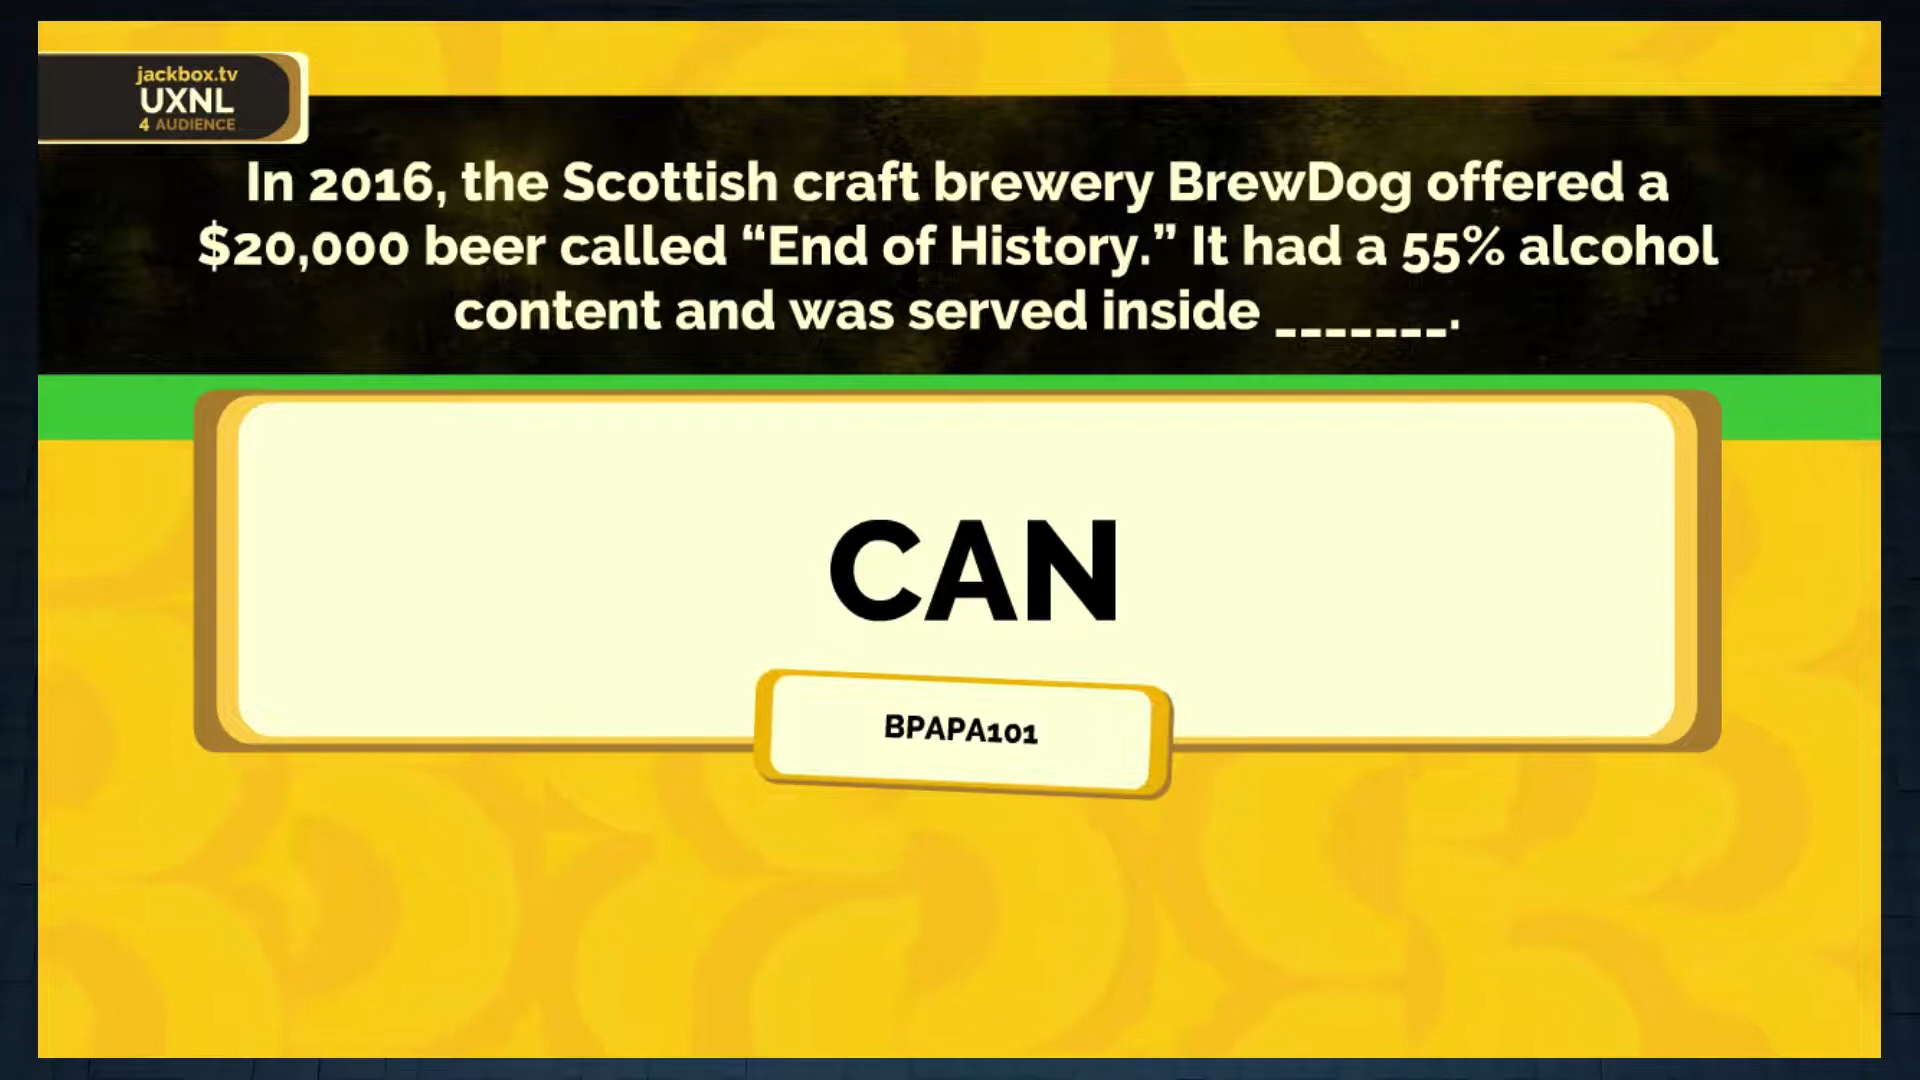 jackbox.tv
UXNL
4 AUDIENCE
In 2016, the Scottish craft brewery BrewDog offered a
$20,000 beer called “End of History.” It had a 55% alcohol
content and was served inside _______.
CAN
BPAPA101